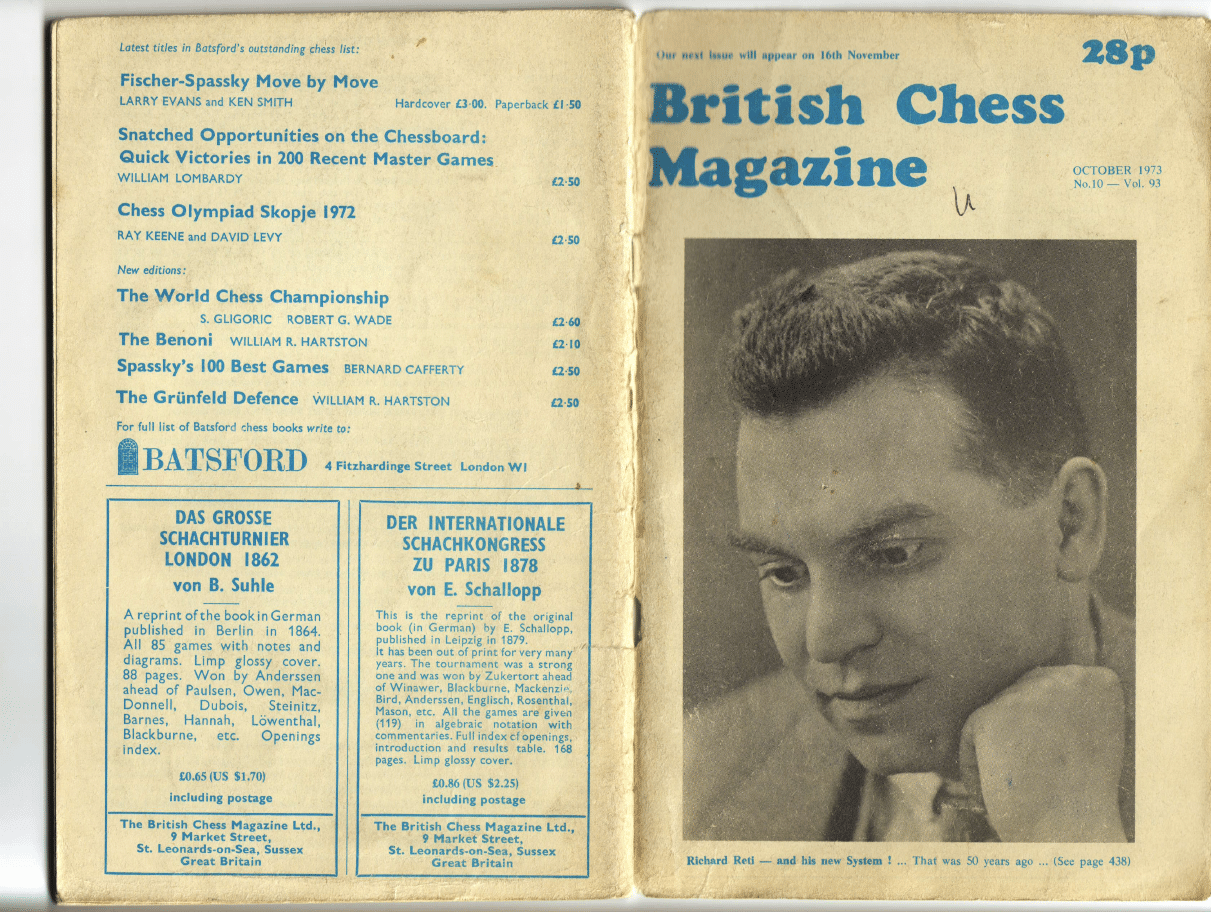 Latest titles in Batsford's outstanding chess list:
Fischer-Spassky Move by Move
LARRY EVANS and KEN SMITH Hardcover £3·00. Paperback £1·50
Snatched Opportunities on the Chessboard:
Quick Victories in 200 Recent Master Games
WILLIAM LOMBARDY £2·50
Chess Olympiad Skopje 1972
RAY KEENE and DAVID LEVY £2·50
New editions:
The World Chess Championship
S. GLIGORIC ROBERT G. WADE £2·60
The Benoni WILLIAM R. HARTSTON £2·10
Spassky's 100 Best Games BERNARD CAFFERTY £2·50
The Grünfeld Defence WILLIAM R. HARTSTON £2·50
For full list of Batsford chess books write to:
BATSFORD 4 Fitzhardinge Street London W1
DAS GROSSE
SCHACHTURNIER
LONDON 1862
von B. Suhle
A reprint of the book in German
published in Berlin in 1864.
All 85 games with notes and
diagrams. Limp glossy cover.
88 pages. Won by Anderssen
ahead of Paulsen, Owen, Mac-
Donnell, Dubois, Steinitz,
Barnes, Hannah, Löwenthal,
Blackburne, etc. Openings
index.
£0.65 (US $1.70)
including postage
The British Chess Magazine Ltd.,
9 Market Street,
St. Leonards-on-Sea, Sussex
Great Britain
DER INTERNATIONALE
SCHACHKONGRESS
ZU PARIS 1878
von E. Schallopp
This is the reprint of the original
book (in German) by E. Schallopp,
published in Leipzig in 1879.
It has been out of print for very many
years. The tournament was a strong
one and was won by Zukertort ahead
of Winawer, Blackburne, Mackenzie,
Bird, Anderssen, Englisch, Rosenthal,
Mason, etc. All the games are given
(119) in algebraic notation with
commentaries. Full index of openings,
introduction and results table. 168
pages. Limp glossy cover.
£0.86 (US $2.25)
including postage
The British Chess Magazine Ltd.,
9 Market Street,
St. Leonards-on-Sea, Sussex
Great Britain
Our next issue will appear on 16th November
28p
British Chess
Magazine
OCTOBER 1973
No.10 — Vol. 93
Richard Reti — and his new System ! ... That was 50 years ago ... (See page 438)